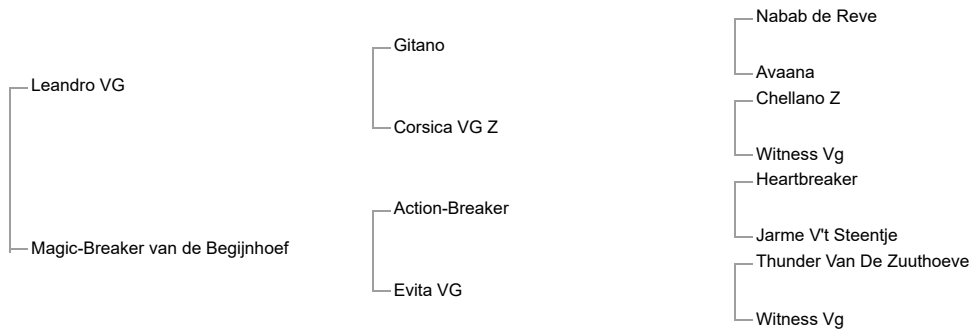 Nabab de Reve
Gitano
Leandro VG
Avaana
Chellano Z
Corsica VG Z
Witness Vg
Heartbreaker
Action-Breaker
Magic-Breaker van de Begijnhoef
Jarme V't Steentje
Thunder Van De Zuuthoeve
Evita VG
Witness Vg